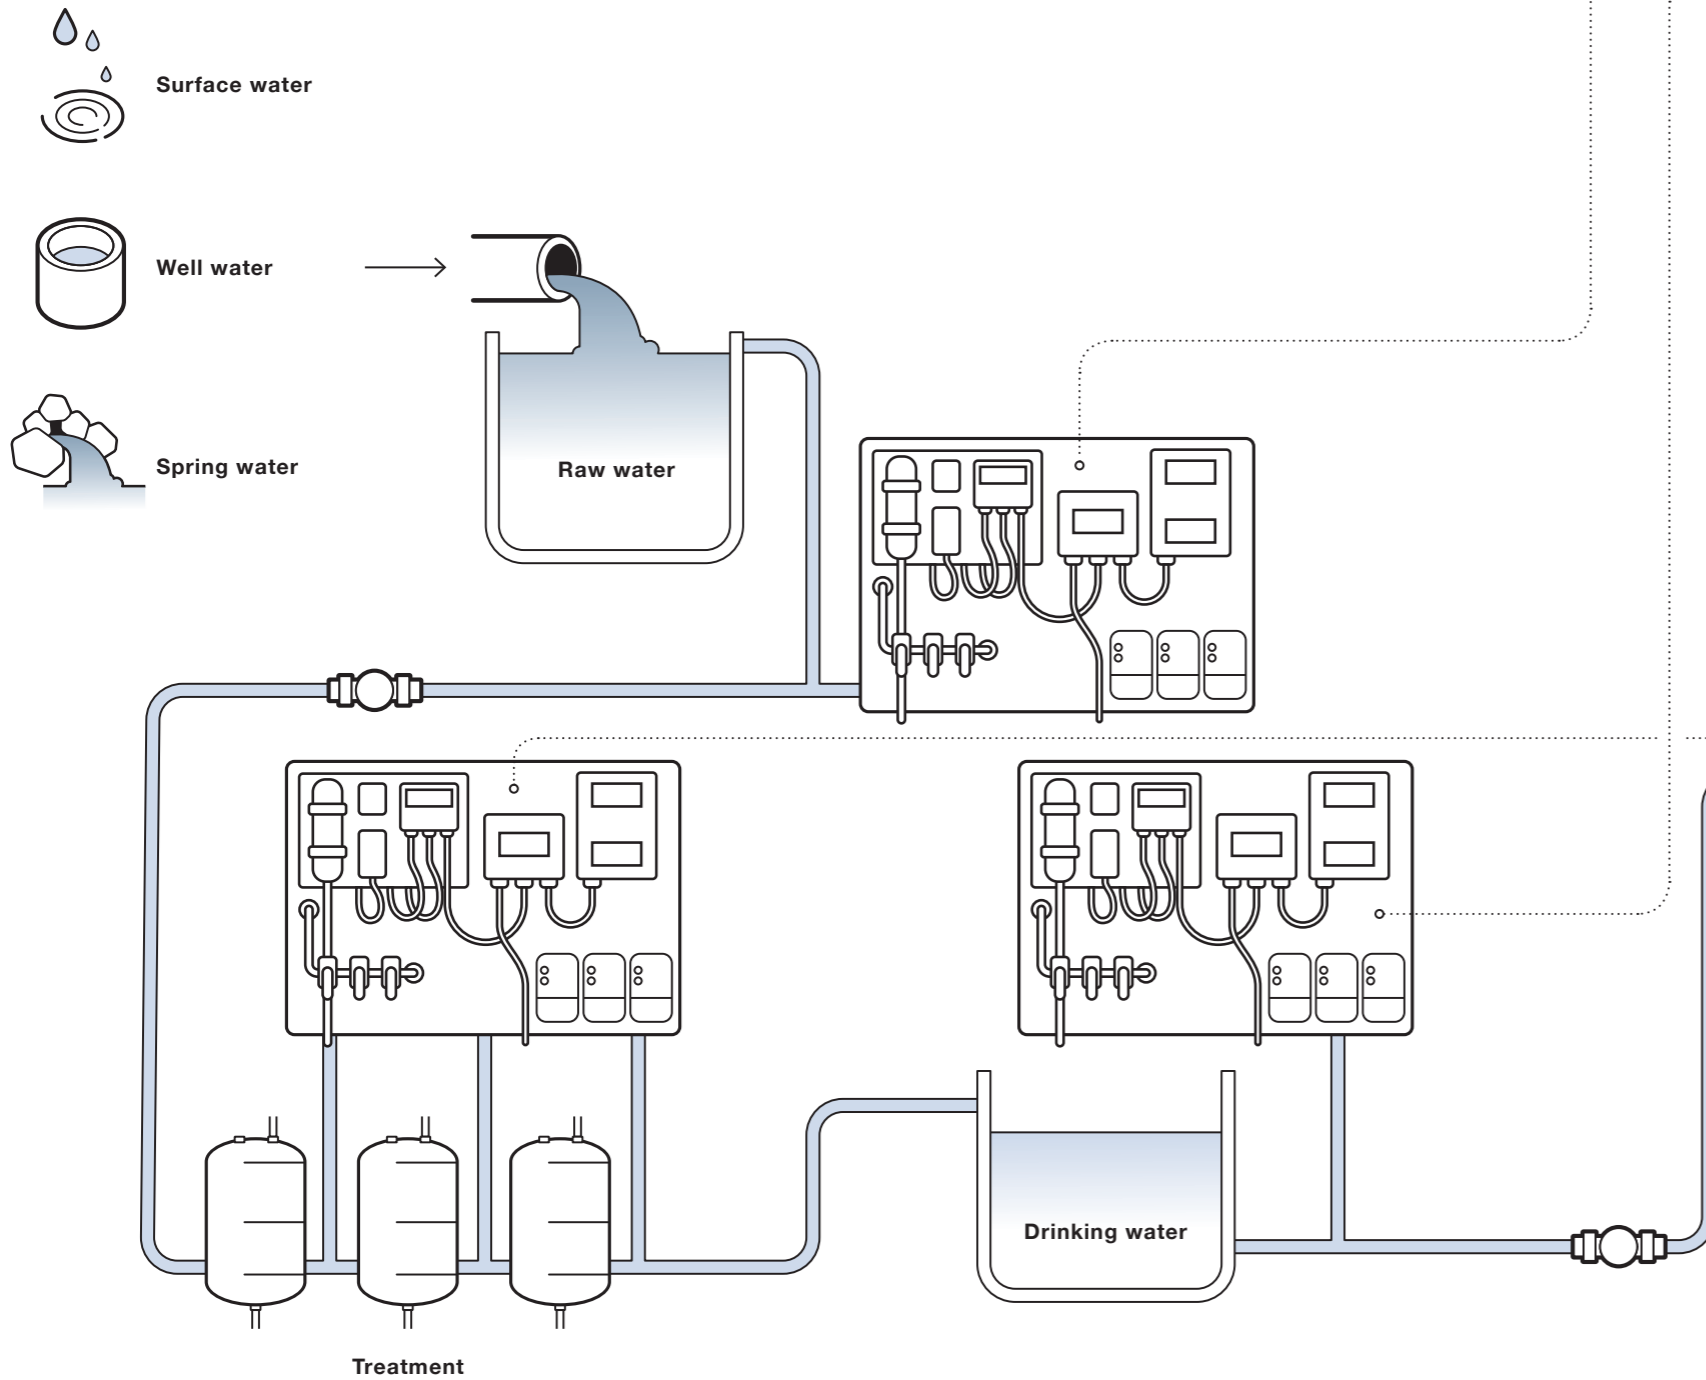 Surface water
Well water
Spring water
Raw water
Drinking water
Treatment